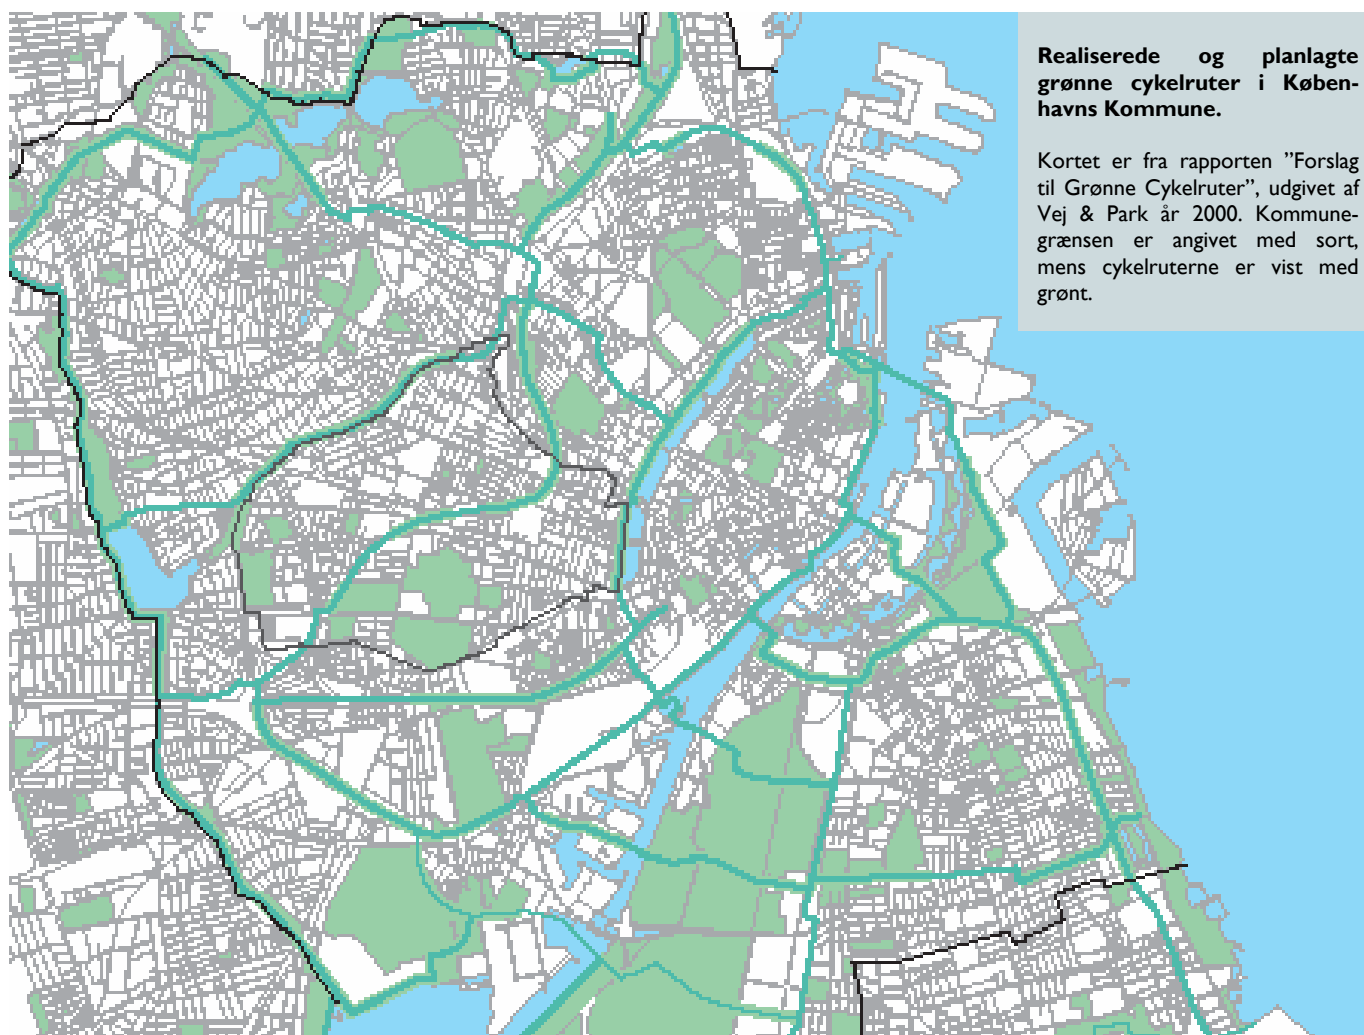 Realiserede og planlagte
grønne cykelruter i Køben-
havns Kommune.
Kortet er fra rapporten ”Forslag
til Grønne Cykelruter”, udgivet af
Vej & Park år 2000. Kommune-
grænsen er angivet med sort,
mens cykelruterne er vist med
grønt.